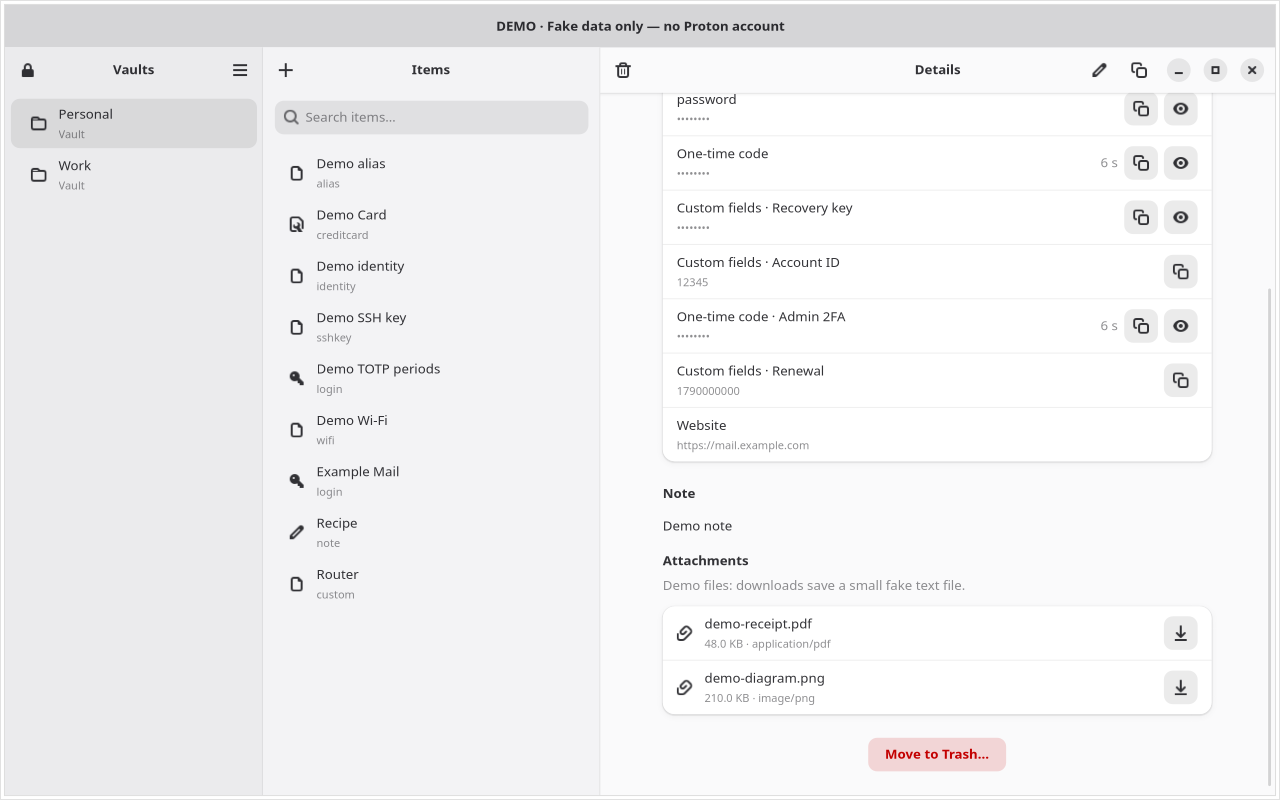 DEMO · Fake data only — no Proton account
Vaults
Personal
Vault
Work
Vault
Items
Search items...
Demo alias
alias
Demo Card
creditcard
Demo identity
identity
Demo SSH key
sshkey
Demo TOTP periods
login
Demo Wi-Fi
wifi
Example Mail
login
Recipe
note
Router
custom
Details
password
••••••••
One-time code
••••••••
6 s
Custom fields · Recovery key
••••••••
Custom fields · Account ID
12345
One-time code · Admin 2FA
••••••••
6 s
Custom fields · Renewal
1790000000
Website
https://mail.example.com
Note
Demo note
Attachments
Demo files: downloads save a small fake text file.
demo-receipt.pdf
48.0 KB · application/pdf
demo-diagram.png
210.0 KB · image/png
Move to Trash...